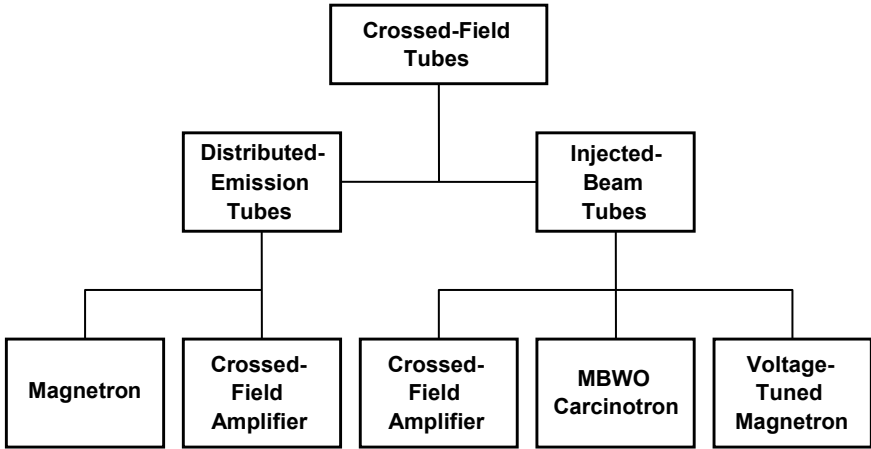 Crossed-Field
Tubes
Distributed-
Emission
Tubes
Injected-
Beam
Tubes
Magnetron
Crossed-
Field
Amplifier
Crossed-
Field
Amplifier
MBWO
Carcinotron
Voltage-
Tuned
Magnetron